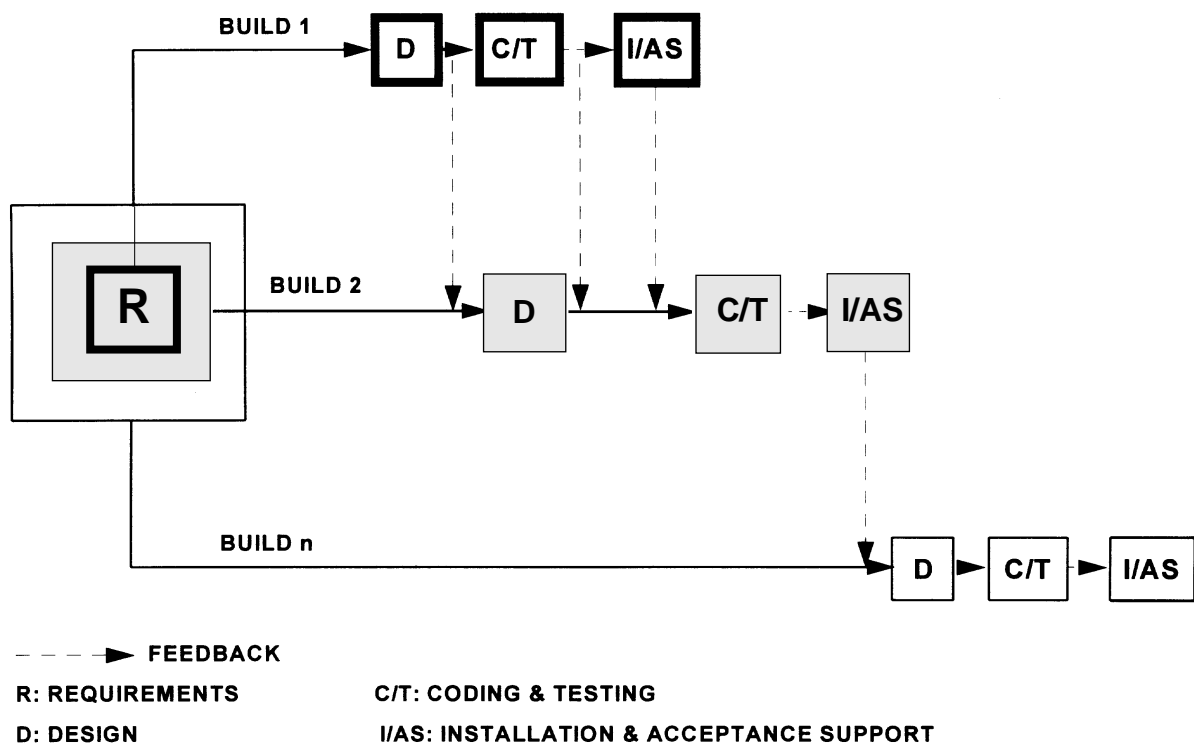 BUILD 1
D
C/T
I/AS
R
BUILD 2
D
C/T
I/AS
BUILD n
D
C/T
I/AS
FEEDBACK
R: REQUIREMENTS
C/T: CODING & TESTING
D: DESIGN
I/AS: INSTALLATION & ACCEPTANCE SUPPORT